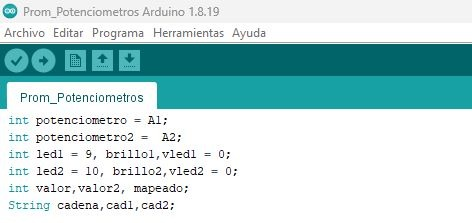 Prom_Potenciometros Arduino 1.8.19
Archivo Editar Programa Herramientas Ayuda
Prom_Potenciometros
int potenciometro = A1;
int potenciometro2 =  A2;
int led1 = 9, brillo1,vled1 = 0;
int led2 = 10, brillo2,vled2 = 0;
int valor,valor2, mapeado;
String cadena,cad1,cad2;